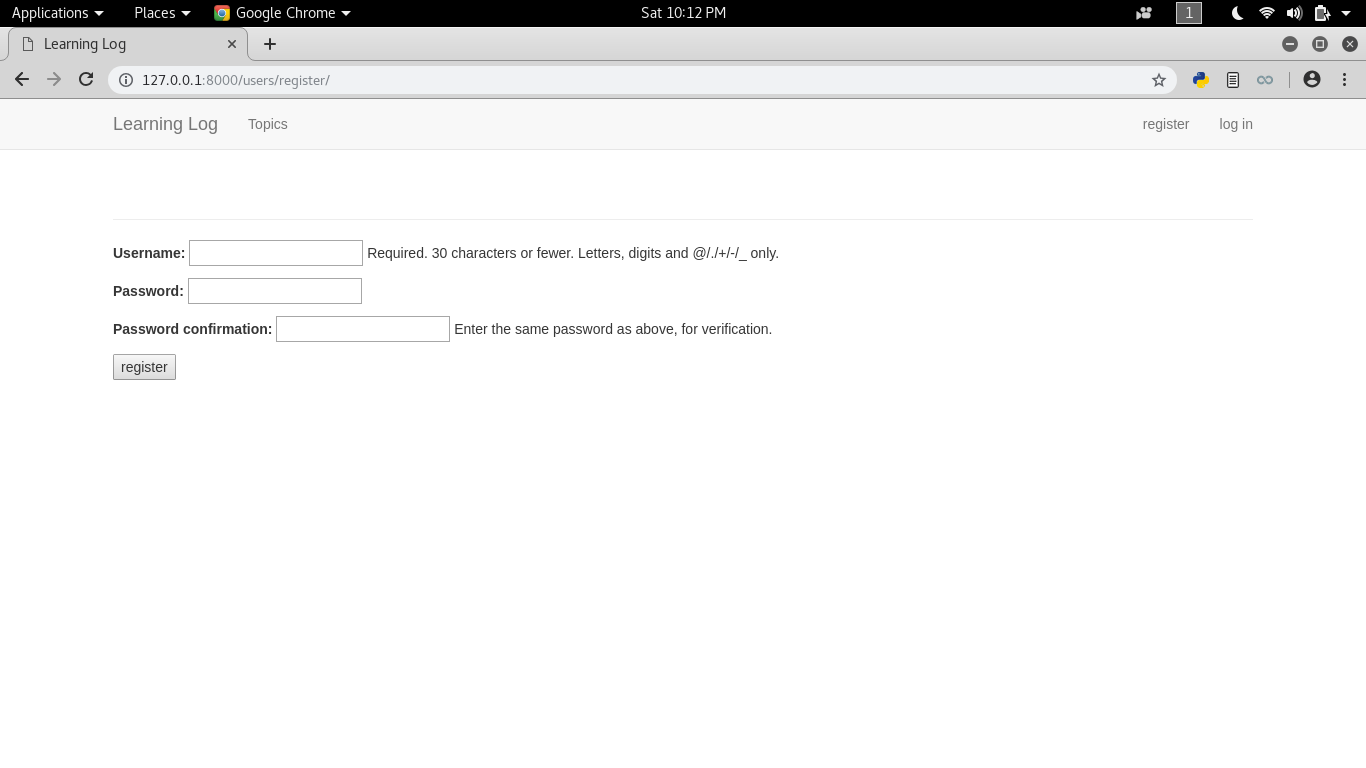 Applications Places Google Chrome Sat 10:12 PM 1
Learning Log
127.0.0.1:8000/users/register/
Learning Log Topics register log in
Username: Required. 30 characters or fewer. Letters, digits and @/./+/-/_ only.
Password:
Password confirmation: Enter the same password as above, for verification.
register